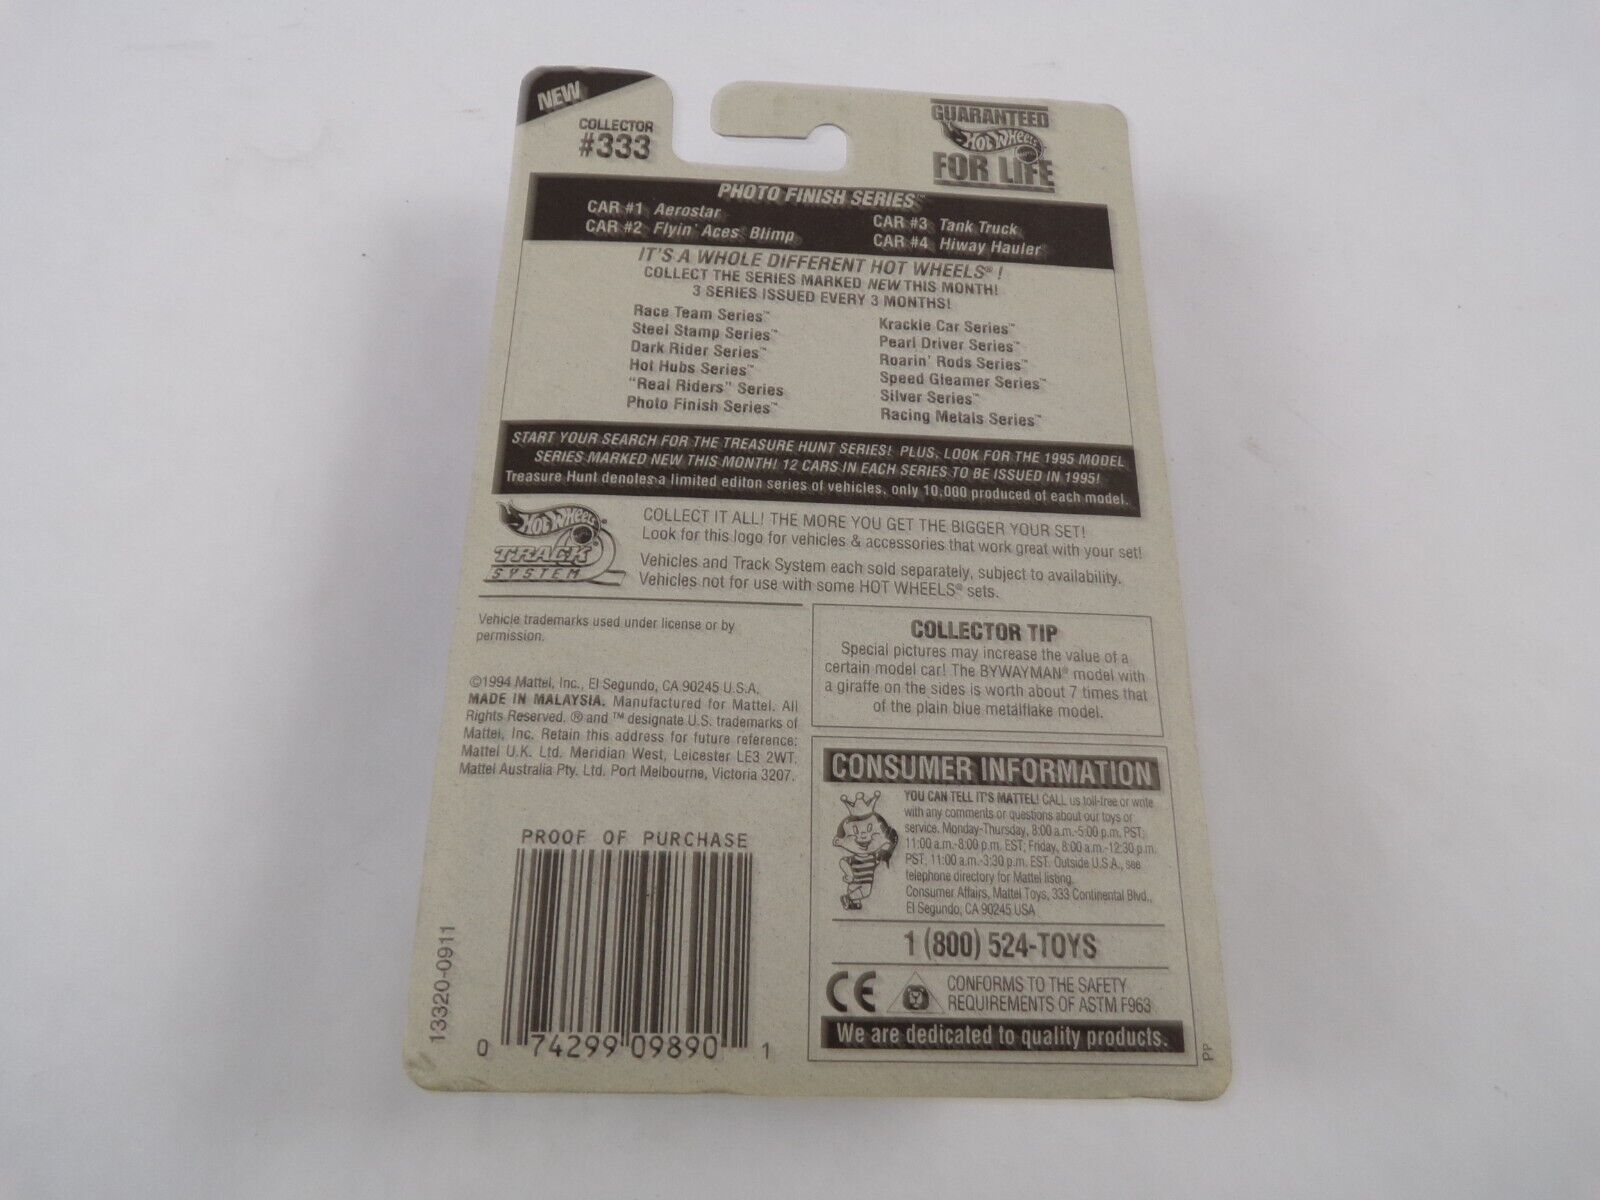 NEW
COLLECTOR
#333
GUARANTEED
HOT WHEELS
FOR LIFE
PHOTO FINISH SERIES™
CAR #1 Aerostar
CAR #2 Flyin' Aces Blimp
CAR #3 Tank Truck
CAR #4 Hiway Hauler
IT'S A WHOLE DIFFERENT HOT WHEELS® !
COLLECT THE SERIES MARKED NEW THIS MONTH!
3 SERIES ISSUED EVERY 3 MONTHS!
Race Team Series™
Steel Stamp Series™
Dark Rider Series™
Hot Hubs Series™
"Real Riders" Series
Photo Finish Series™
Krackle Car Series™
Pearl Driver Series™
Roarin' Rods Series™
Speed Gleamer Series™
Silver Series™
Racing Metals Series™
START YOUR SEARCH FOR THE TREASURE HUNT SERIES! PLUS, LOOK FOR THE 1995 MODEL
SERIES MARKED NEW THIS MONTH! 12 CARS IN EACH SERIES TO BE ISSUED IN 1995!
Treasure Hunt denotes a limited editon series of vehicles, only 10,000 produced of each model.
HOT WHEELS®
TRACK
SYSTEM
COLLECT IT ALL! THE MORE YOU GET THE BIGGER YOUR SET!
Look for this logo for vehicles & accessories that work great with your set!
Vehicles and Track System each sold separately, subject to availability.
Vehicles not for use with some HOT WHEELS® sets.
Vehicle trademarks used under license or by
permission.
©1994 Mattel, Inc., El Segundo, CA 90245 U.S.A.
MADE IN MALAYSIA. Manufactured for Mattel. All
Rights Reserved. ® and ™ designate U.S. trademarks of
Mattel, Inc. Retain this address for future reference:
Mattel U.K. Ltd. Meridian West, Leicester LE3 2WT.
Mattel Australia Pty. Ltd. Port Melbourne, Victoria 3207.
COLLECTOR TIP
Special pictures may increase the value of a
certain model car! The BYWAYMAN® model with
a giraffe on the sides is worth about 7 times that
of the plain blue metalflake model.
CONSUMER INFORMATION
YOU CAN TELL IT'S MATTEL! CALL us toll-free or write
with any comments or questions about our toys or
service. Monday-Thursday, 8:00 a.m.-5:00 p.m. PST;
11:00 a.m.-8:00 p.m. EST; Friday, 8:00 a.m.-12:30 p.m.
PST, 11:00 a.m.-3:30 p.m. EST. Outside U.S.A., see
telephone directory for Mattel listing.
Consumer Affairs, Mattel Toys, 333 Continental Blvd.,
El Segundo, CA 90245 USA
1 (800) 524-TOYS
CE
CONFORMS TO THE SAFETY
REQUIREMENTS OF ASTM F963
We are dedicated to quality products.
PP
PROOF OF PURCHASE
0 74299 09890 1
13320-0911